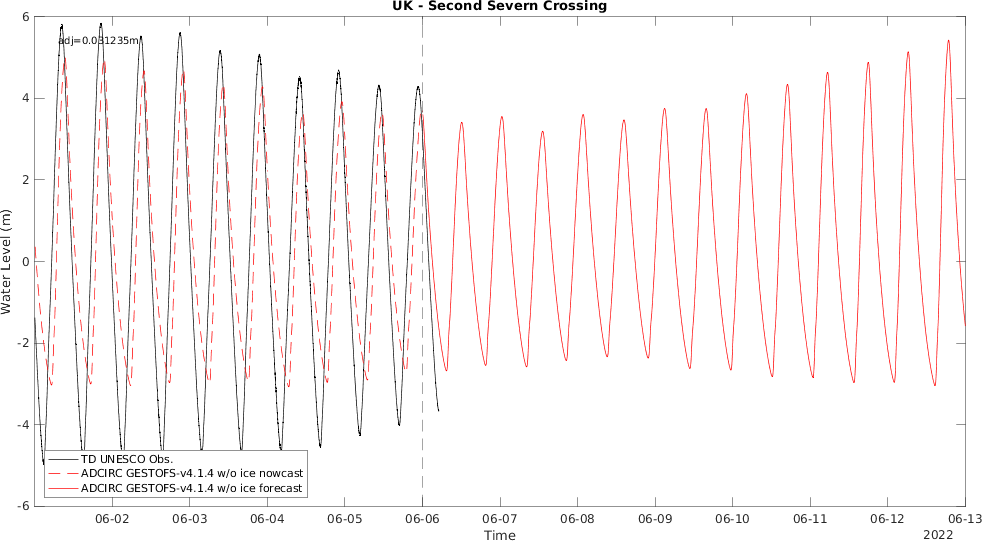 UK - Second Severn Crossing
adj=0.031235m
Water Level (m)
6
4
2
0
-2
-4
-6
TD UNESCO Obs.
ADCIRC GESTOFS-v4.1.4 w/o ice nowcast
ADCIRC GESTOFS-v4.1.4 w/o ice forecast
06-02 06-03 06-04 06-05 06-06 06-07 06-08 06-09 06-10 06-11 06-12 06-13
Time
2022